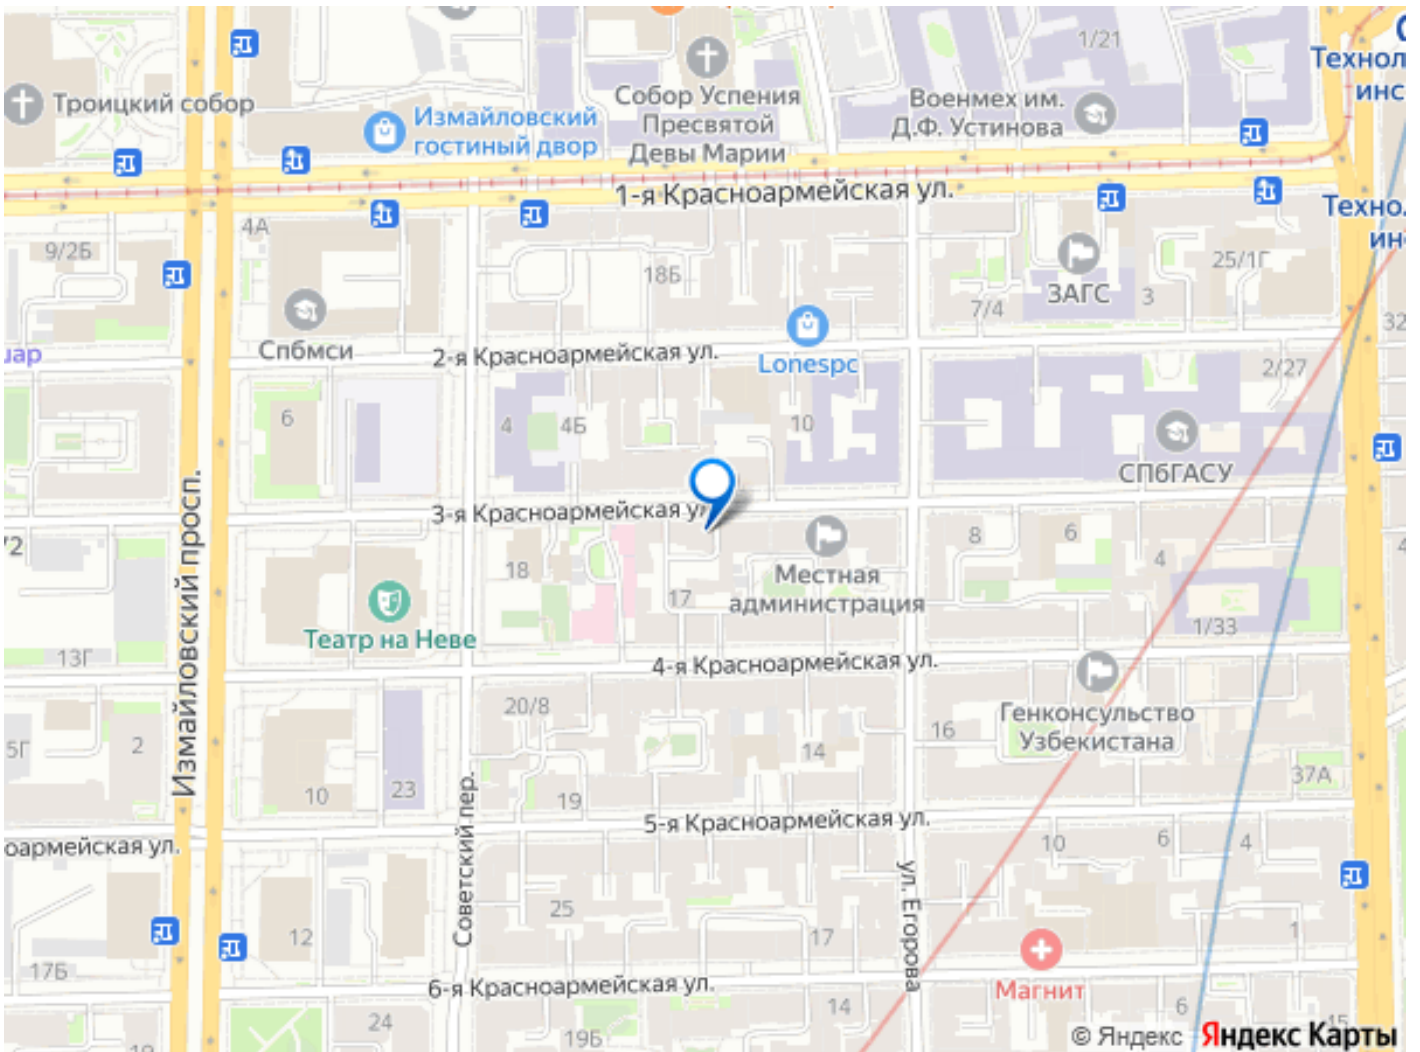 1/21
Технол
инс
Троицкий собор
Измайловский
гостиный двор
Собор Успения
Пресвятой
Девы Марии
Военмех им.
Д.Ф. Устинова
1-я Красноармейская ул.
Техно
ин
4А
9/2Б
18Б
25/1Г
ЗАГС
3
7/4
32
Спбмси
2-я Красноармейская ул.
Lonespc
2/27
6
4
4Б
10
СПбГАСУ
3-я Красноармейская ул
8
6
4
18
17
Местная
администрация
Театр на Неве
1/33
13Г
4-я Красноармейская ул.
Измайловский просп.
20/8
16
Генконсульство
Узбекистана
5Г
2
14
10
23
19
37А
5-я Красноармейская ул.
оармейская ул.
Советский пер.
ул. Егорова
10
6
4
25
12
17
1
17Б
6-я Красноармейская ул.
Магнит
24
19Б
14
6
15
© Яндекс
Яндекс Карты